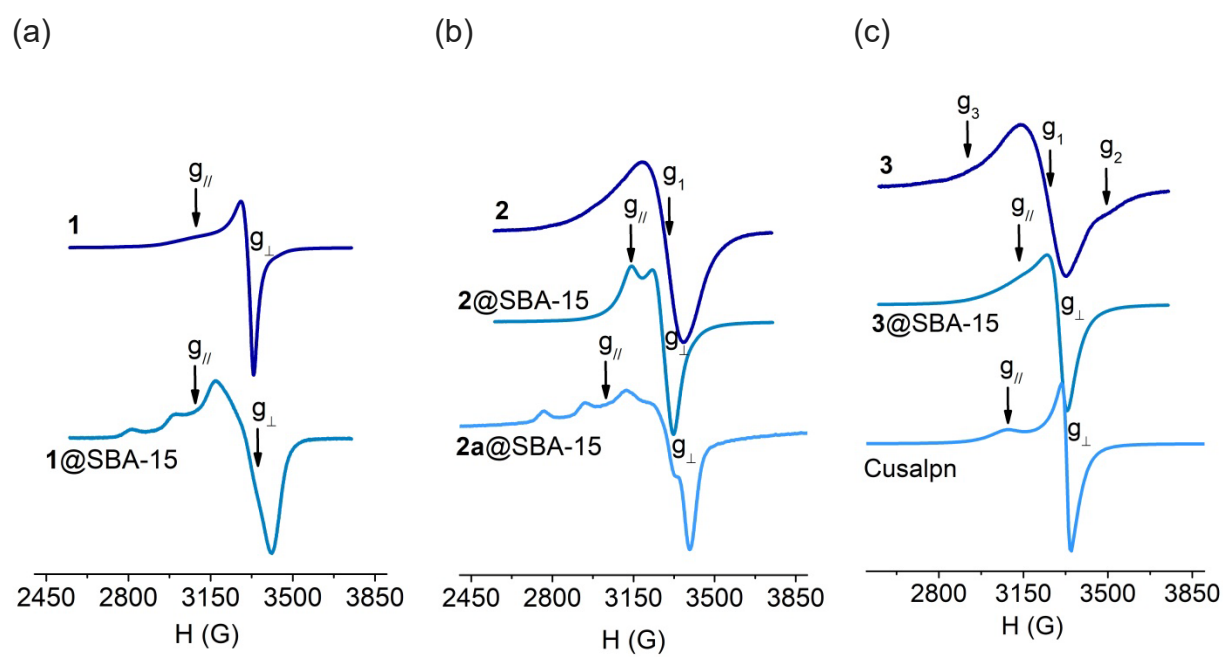 (a)
g//
1
g⊥
g//
g⊥
1@SBA-15
2450 2800 3150 3500 3850
H (G)
(b)
g1
2
g//
2@SBA-15
g⊥
g//
2a@SBA-15
g⊥
2450 2800 3150 3500 3850
H (G)
(c)
g3
g1
3
g2
g//
3@SBA-15
g⊥
g//
g⊥
Cusalpn
2800 3150 3500 3850
H (G)